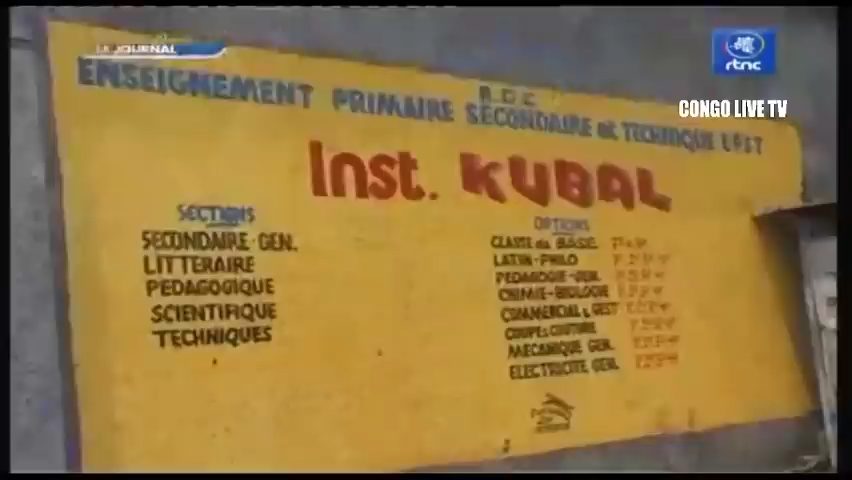 LE JOURNAL
rtnc
CONGO LIVE TV
R.D.C
ENSEIGNEMENT PRIMAIRE SECONDAIRE et TECHNIQUE
Inst. KUBAL
SECTIONS
SECONDAIRE-GEN.
LITTERAIRE
PEDAGOGIQUE
SCIENTIFIQUE
TECHNIQUES
OPTIONS
CLASSE de BASE
LATIN-PHILO
PEDAGOGIE-GEN.
CHIMIE-BIOLOGIE
COMMERCIAL & GEST
COUPE & COUTURE
MECANIQUE GEN.
ELECTRICITE GEN.